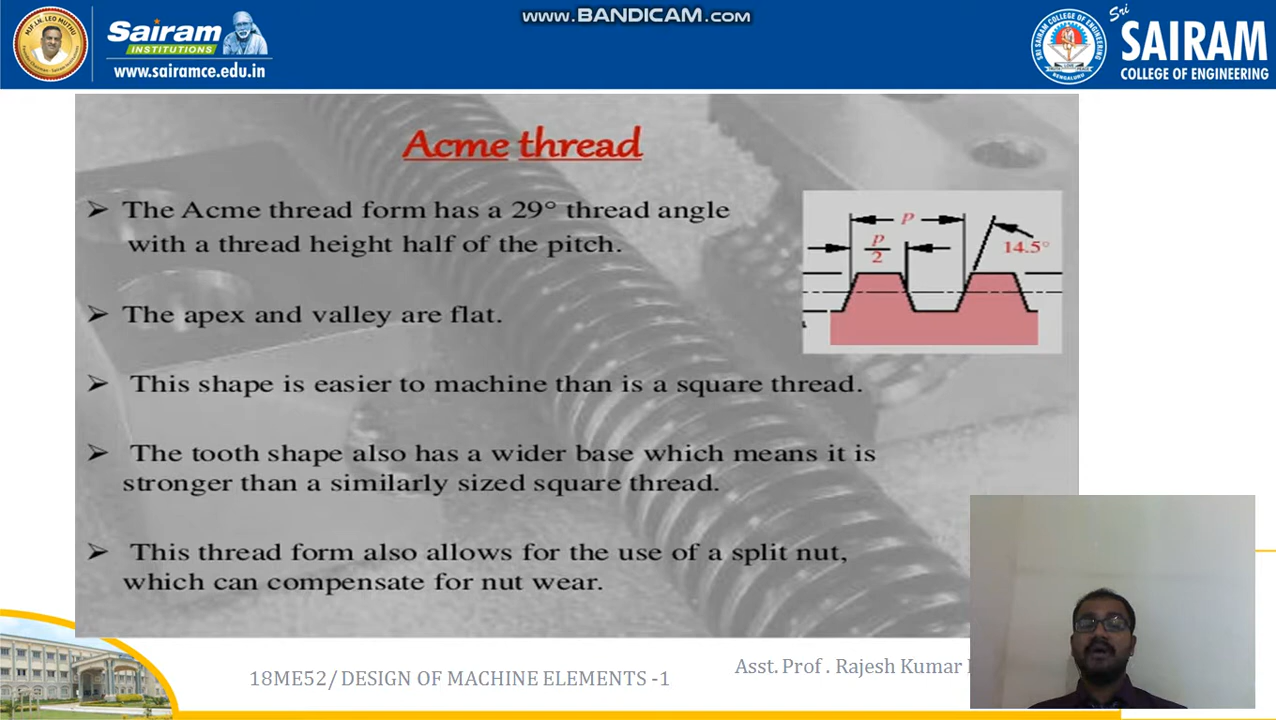 www.BANDICAM.com
Sairam
INSTITUTIONS
www.sairamce.edu.in
Sri
SAIRAM
COLLEGE OF ENGINEERING
Acme thread
➢ The Acme thread form has a 29° thread angle
with a thread height half of the pitch.
➢ The apex and valley are flat.
➢ This shape is easier to machine than is a square thread.
➢ The tooth shape also has a wider base which means it is
stronger than a similarly sized square thread.
➢ This thread form also allows for the use of a split nut,
which can compensate for nut wear.
p
p
2
14.5°
18ME52/ DESIGN OF MACHINE ELEMENTS -1
Asst. Prof . Rajesh Kumar